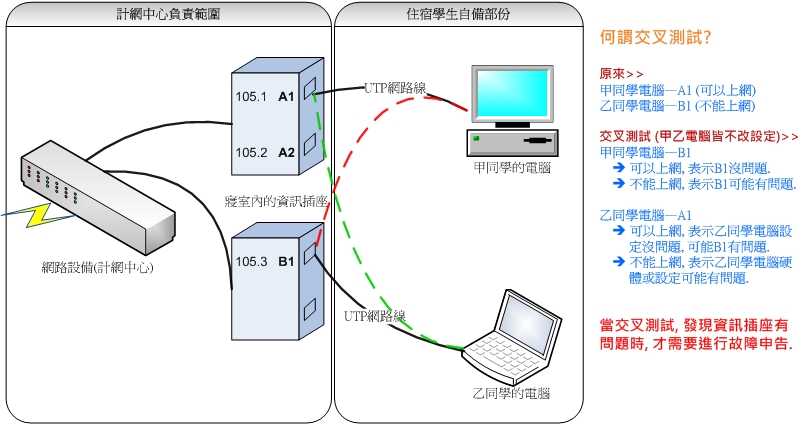 計網中心負責範圍
住宿學生自備部份
105.1 A1
105.2 A2
寢室內的資訊插座
105.3 B1
網路設備(計網中心)
UTP網路線
甲同學的電腦
UTP網路線
乙同學的電腦
何謂交叉測試?
原來>>
甲同學電腦—A1 (可以上網)
乙同學電腦—B1 (不能上網)
交叉測試 (甲乙電腦皆不改設定)>>
甲同學電腦—B1
➔ 可以上網, 表示B1沒問題.
➔ 不能上網, 表示B1可能有問題.
乙同學電腦—A1
➔ 可以上網, 表示乙同學電腦設
定沒問題, 可能B1有問題.
➔ 不能上網, 表示乙同學電腦硬
體或設定可能有問題.
當交叉測試, 發現資訊插座有
問題時, 才需要進行故障申告.